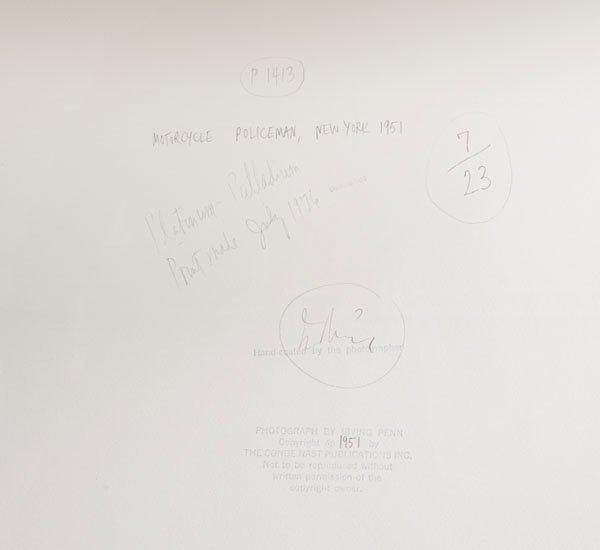 P 1413
MOTORCYCLE POLICEMAN, NEW YORK 1951
7
23
Platinum-Palladium
Print made July 1976
Hand-coated by the photographer
PHOTOGRAPH BY IRVING PENN
Copyright © 1951 by
THE CONDE NAST PUBLICATIONS INC.
Not to be reproduced without
written permission of the
copyright owner.